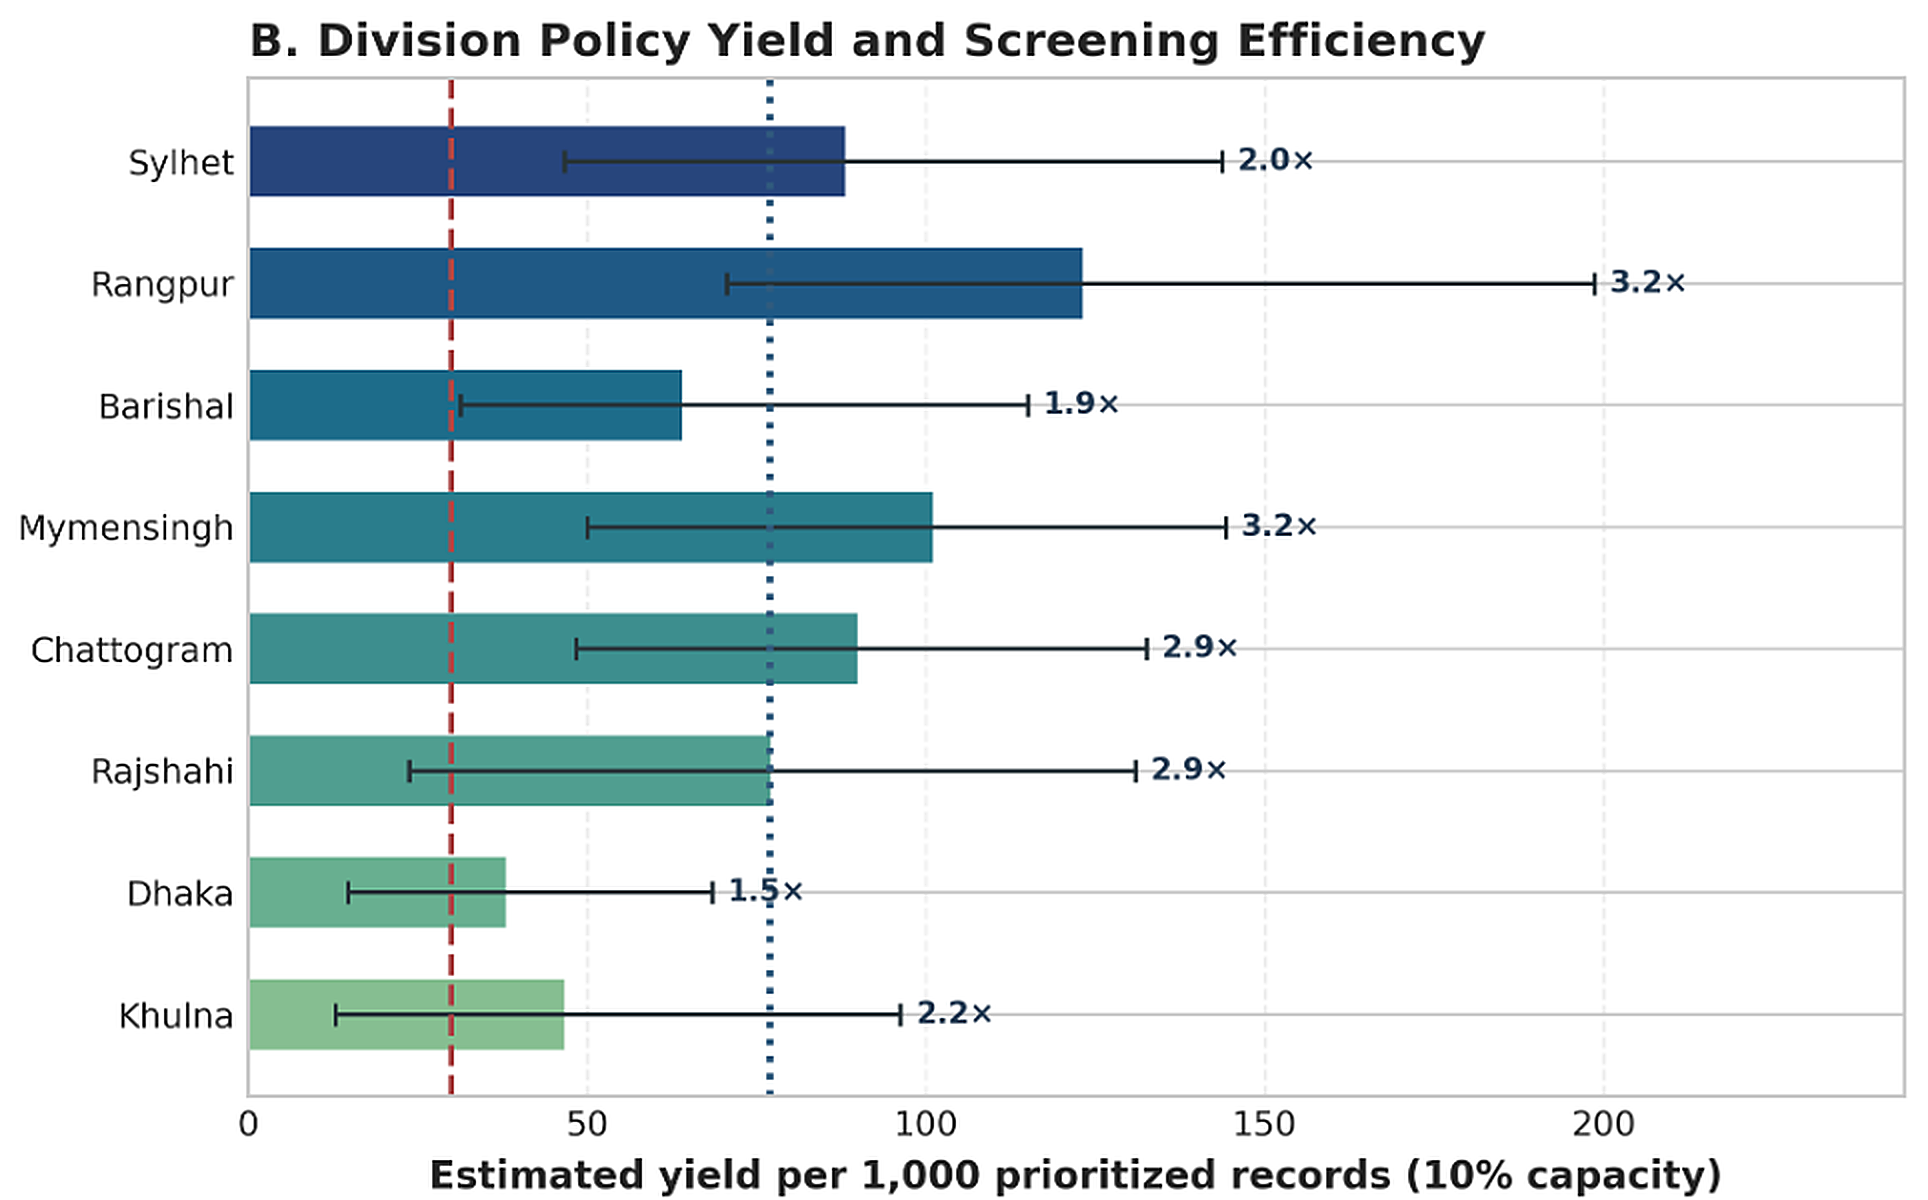 B. Division Policy Yield and Screening Efficiency
Sylhet 2.0×
Rangpur 3.2×
Barishal 1.9×
Mymensingh 3.2×
Chattogram 2.9×
Rajshahi 2.9×
Dhaka 1.5×
Khulna 2.2×
0 50 100 150 200
Estimated yield per 1,000 prioritized records (10% capacity)